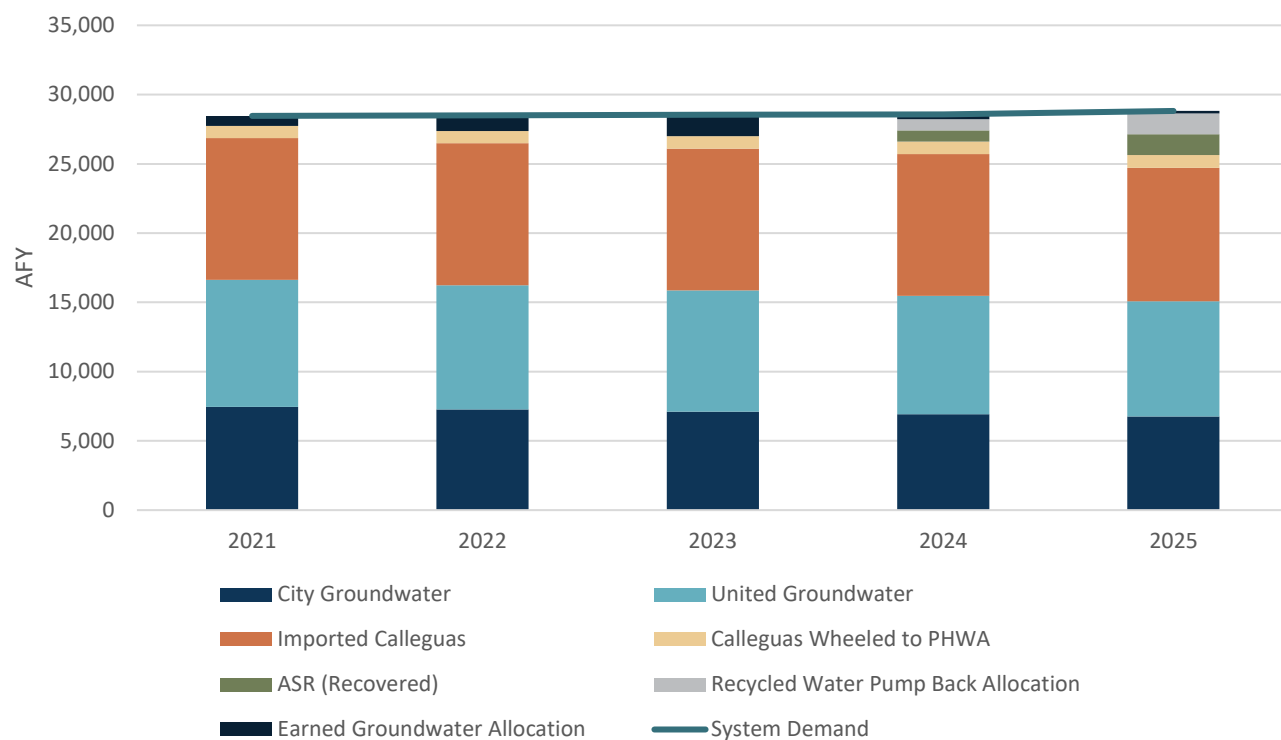 35,000
30,000
25,000
20,000
15,000
10,000
5,000
0
AFY
2021 2022 2023 2024 2025
City Groundwater United Groundwater
Imported Calleguas Calleguas Wheeled to PHWA
ASR (Recovered) Recycled Water Pump Back Allocation
Earned Groundwater Allocation System Demand